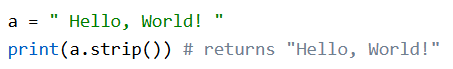 a = " Hello, World! "
print(a.strip()) # returns "Hello, World!"